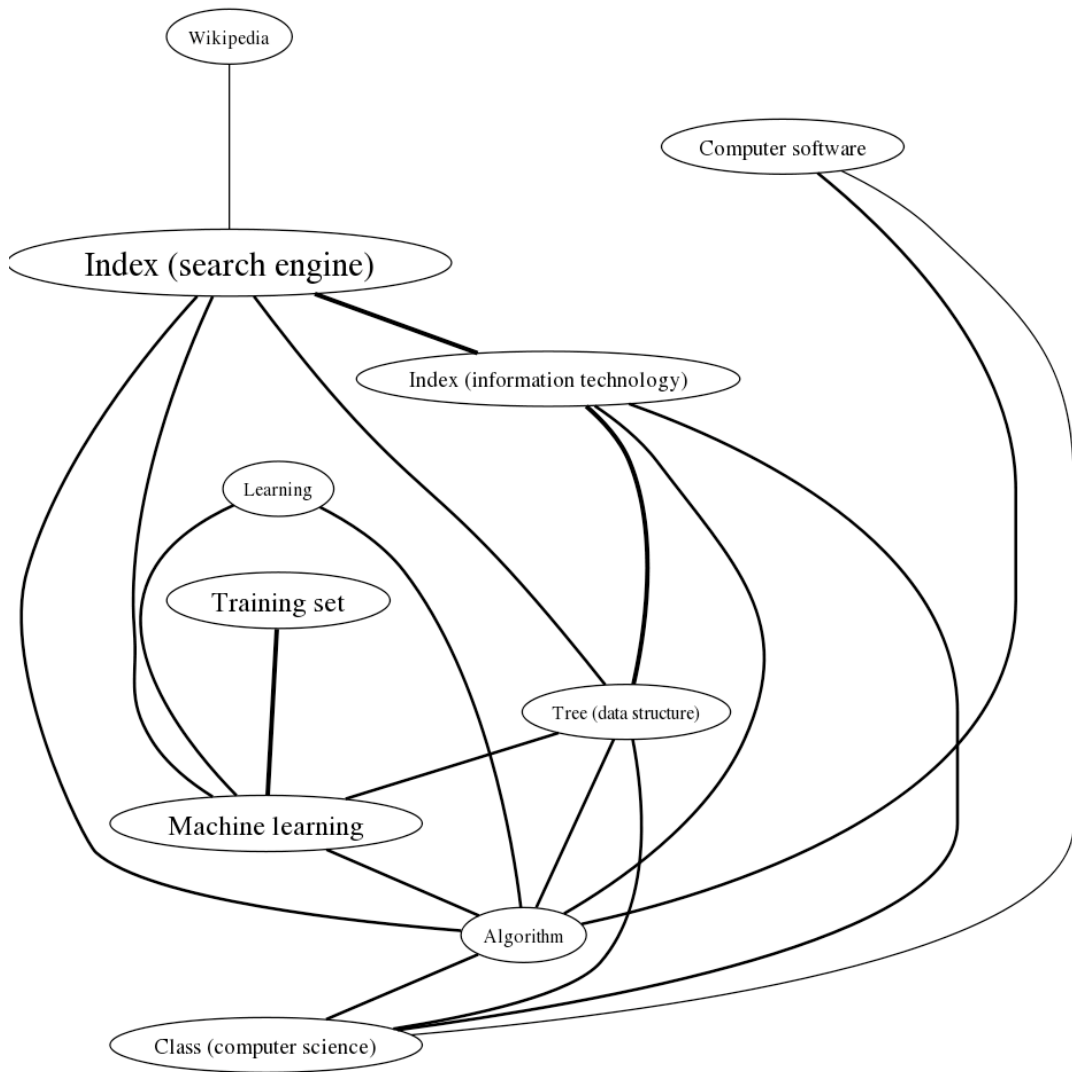 Wikipedia
Computer software
Index (search engine)
Index (information technology)
Learning
Training set
Tree (data structure)
Machine learning
Algorithm
Class (computer science)